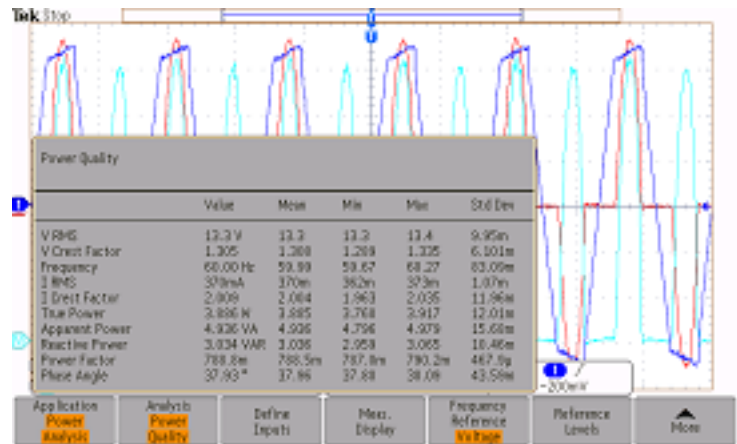 Tek Stop
Power Quality
Value Mean Min Max Std Dev
V RMS 13.3 V 13.3 13.3 13.4 9.95m
V Crest Factor 1.305 1.300 1.289 1.335 6.101m
Frequency 60.00 Hz 59.99 59.67 60.27 83.09m
I RMS 370mA 370m 362m 373m 1.07m
I Crest Factor 2.009 2.004 1.963 2.035 11.96m
True Power 3.886 W 3.885 3.768 3.917 12.01m
Apparent Power 4.936 VA 4.936 4.796 4.979 15.60m
Reactive Power 3.034 VAR 3.036 2.959 3.065 10.46m
Power Factor 788.8m 788.5m 787.0m 790.2m 467.9µ
Phase Angle 37.93° 37.96 37.80 38.09 43.58m
1
-200mV
Application
Power
Analysis
Analysis
Power
Quality
Define
Inputs
Meas.
Display
Frequency
Reference
Voltage
Reference
Levels
More